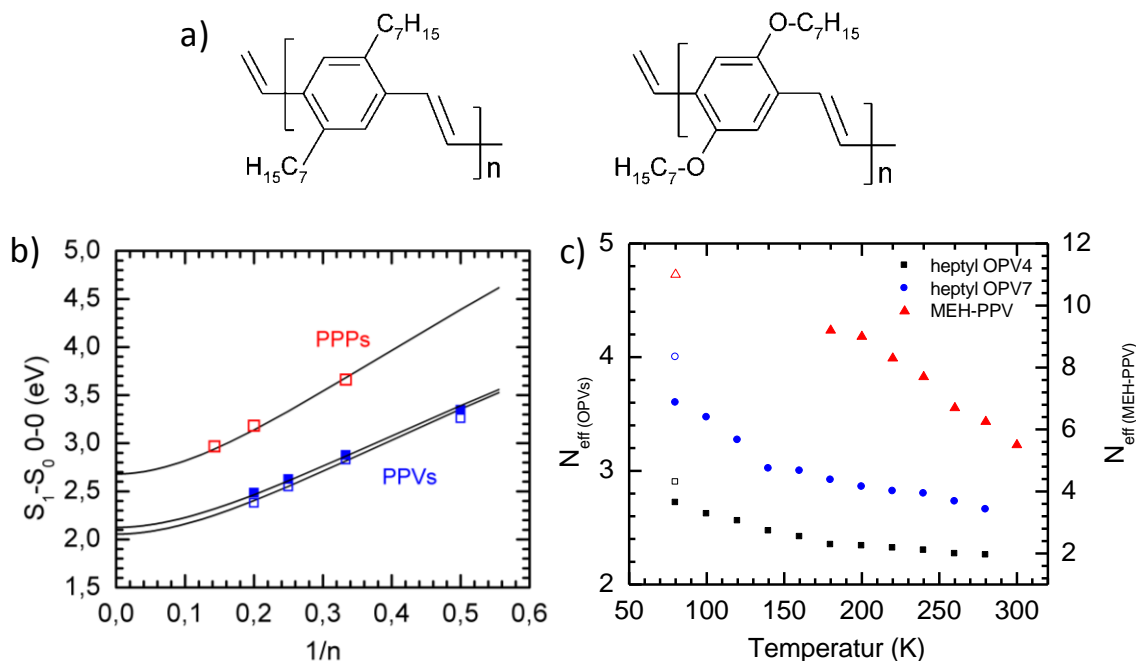 a)
C7H15
H15C7
n
O-C7H15
H15C7-O
n
b)
S1-S0 0-0 (eV)
5,0
4,5
4,0
3,5
3,0
2,5
2,0
1,5
PPPs
PPVs
0,0 0,1 0,2 0,3 0,4 0,5 0,6
1/n
c)
Neff (OPVs)
5
4
3
2
heptyl OPV4
heptyl OPV7
MEH-PPV
12
10
8
6
4
2
Neff (MEH-PPV)
50 100 150 200 250 300
Temperatur (K)